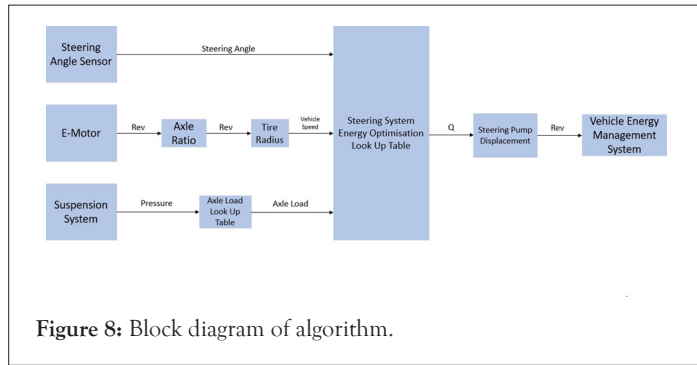 Steering
Angle Sensor
Steering Angle
E-Motor
Rev
Axle
Ratio
Rev
Tire
Radius
Vehicle
Speed
Suspension
System
Pressure
Axle Load
Look Up
Table
Axle Load
Steering System
Energy Optimisation
Look Up Table
Q
Steering Pump
Displacement
Rev
Vehicle Energy
Management
System
Figure 8: Block diagram of algorithm.